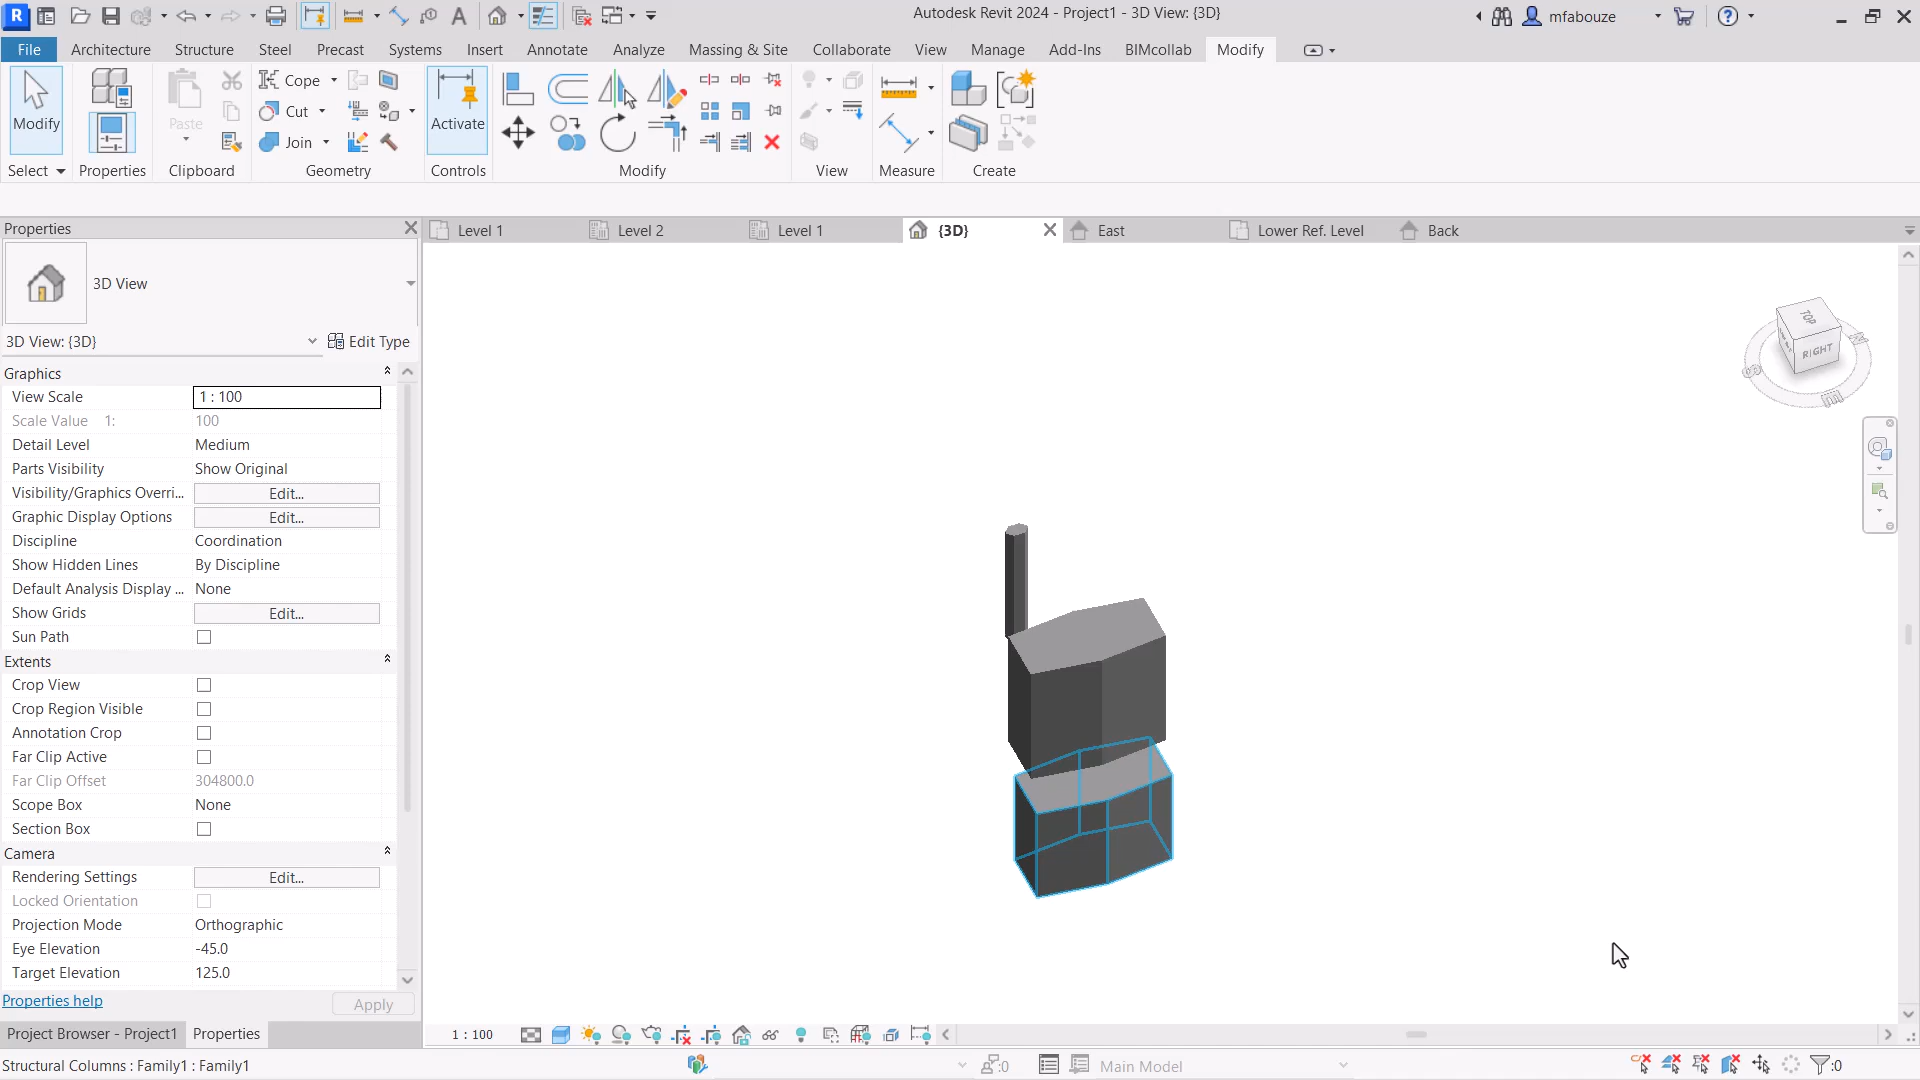 Autodesk Revit 2024 - Project1 - 3D View: {3D}
mfabouze
File Architecture Structure Steel Precast Systems Insert Annotate Analyze Massing & Site Collaborate View Manage Add-Ins BIMcollab Modify
Modify
Paste
Cope
Cut
Join
Activate
Select Properties Clipboard Geometry Controls Modify View Measure Create
Properties
Level 1 Level 2 Level 1 {3D} East Lower Ref. Level Back
3D View
3D View: {3D} Edit Type
Graphics
View Scale 1 : 100
Scale Value 1: 100
Detail Level Medium
Parts Visibility Show Original
Visibility/Graphics Overri... Edit...
Graphic Display Options Edit...
Discipline Coordination
Show Hidden Lines By Discipline
Default Analysis Display ... None
Show Grids Edit...
Sun Path
Extents
Crop View
Crop Region Visible
Annotation Crop
Far Clip Active
Far Clip Offset 304800.0
Scope Box None
Section Box
Camera
Rendering Settings Edit...
Locked Orientation
Projection Mode Orthographic
Eye Elevation -45.0
Target Elevation 125.0
Properties help Apply
Project Browser - Project1 Properties
TOP
RIGHT
1 : 100
Structural Columns : Family1 : Family1
:0
Main Model
:0